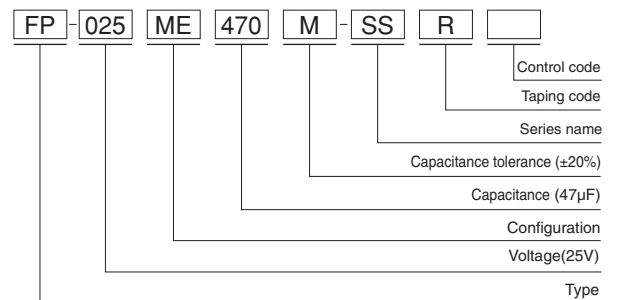 FP - 025 ME 470 M - SS R
Control code
Taping code
Series name
Capacitance tolerance (±20%)
Capacitance (47µF)
Configuration
Voltage(25V)
Type